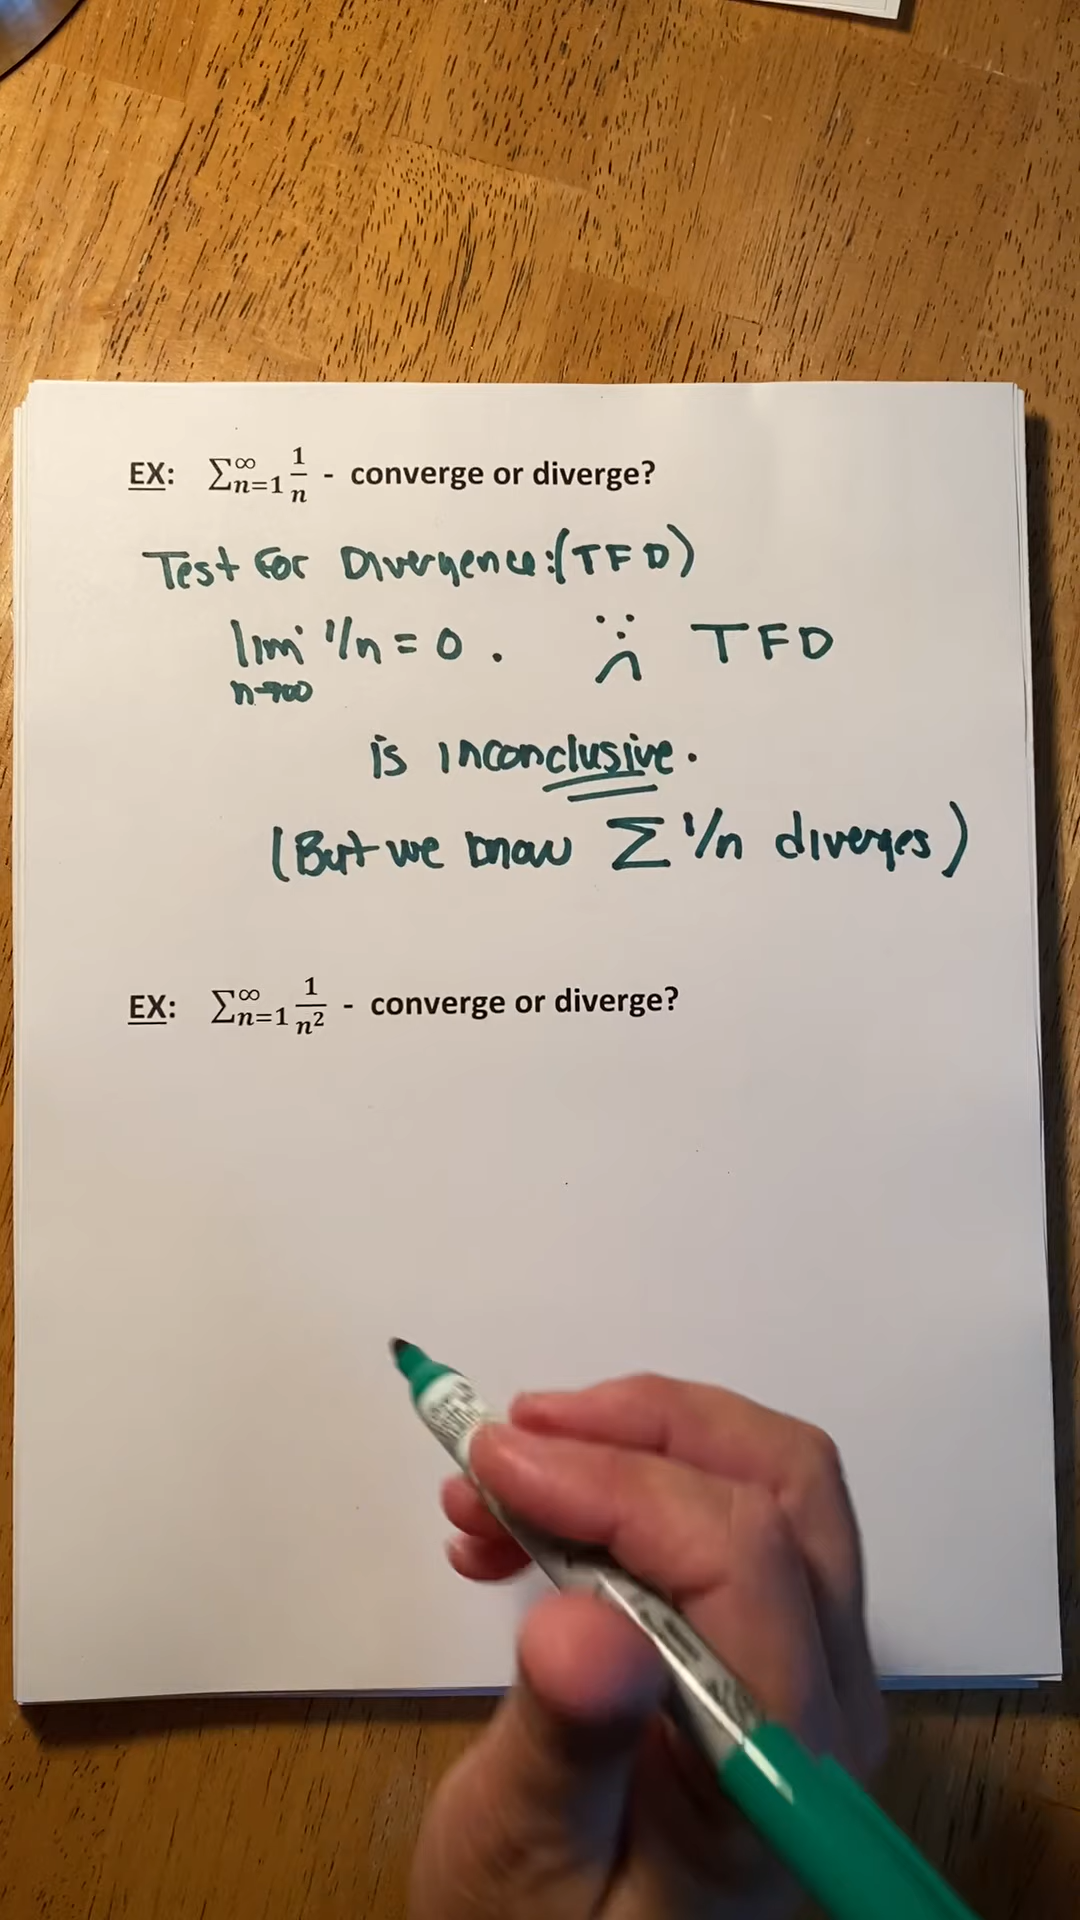 EX: ∑_{n=1}^{∞} 1/n - converge or diverge?
Test for Divergence:(TFD)
lim 1/n = 0 . TFD
n→∞
is inconclusive.
(But we know Σ 1/n diverges)
EX: ∑_{n=1}^{∞} 1/n² - converge or diverge?